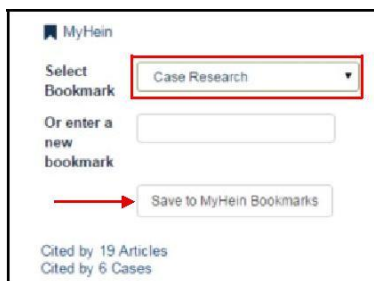 MyHein
Select
Bookmark
Case Research
Or enter a
new
bookmark
Save to MyHein Bookmarks
Cited by 19 Articles
Cited by 6 Cases